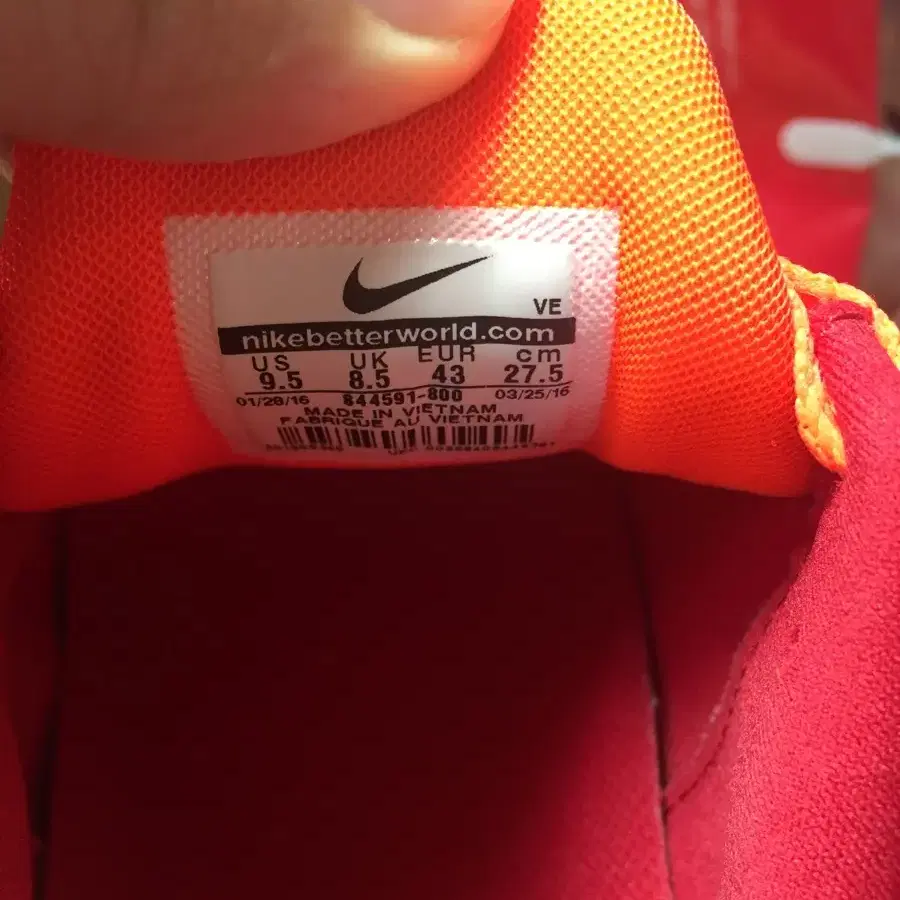 VE
nikebetterworld.com
US UK EUR cm
9.5 8.5 43 27.5
01/28/16 844591-800 03/25/16
MADE IN VIETNAM
FABRIQUE AU VIETNAM